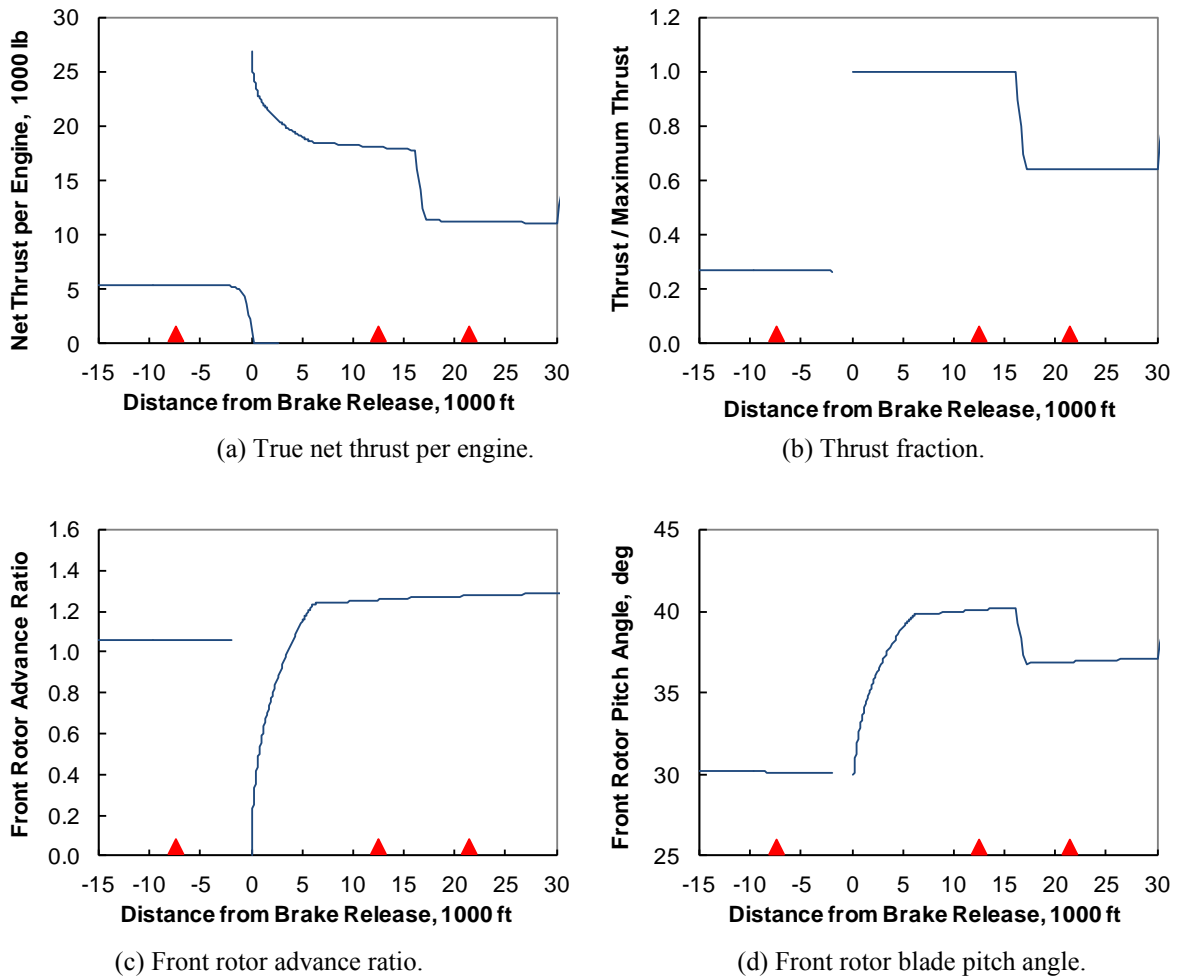 Net Thrust per Engine, 1000 lb
30
25
20
15
10
5
0
-15 -10 -5 0 5 10 15 20 25 30
Distance from Brake Release, 1000 ft
(a) True net thrust per engine.
Thrust / Maximum Thrust
1.2
1.0
0.8
0.6
0.4
0.2
0.0
-15 -10 -5 0 5 10 15 20 25 30
Distance from Brake Release, 1000 ft
(b) Thrust fraction.
Front Rotor Advance Ratio
1.6
1.4
1.2
1.0
0.8
0.6
0.4
0.2
0.0
-15 -10 -5 0 5 10 15 20 25 30
Distance from Brake Release, 1000 ft
(c) Front rotor advance ratio.
Front Rotor Pitch Angle, deg
45
40
35
30
25
-15 -10 -5 0 5 10 15 20 25 30
Distance from Brake Release, 1000 ft
(d) Front rotor blade pitch angle.